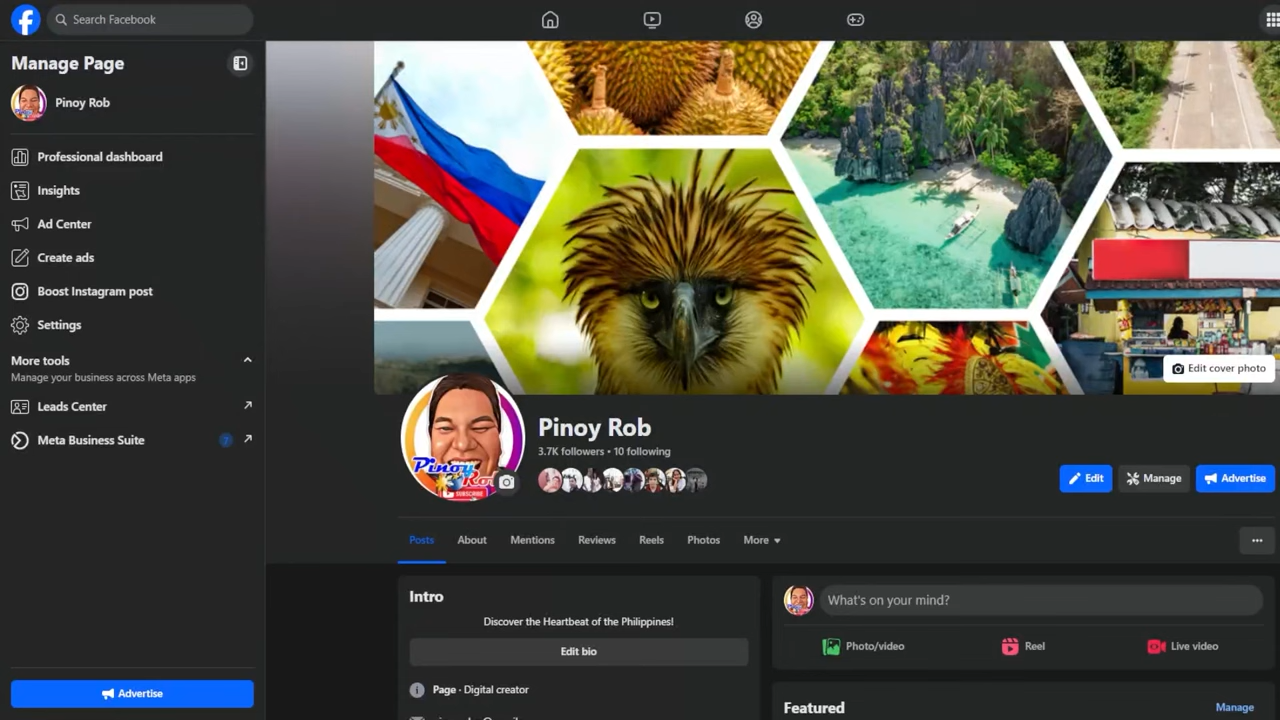 Search Facebook
Manage Page
Pinoy Rob
Professional dashboard
Insights
Ad Center
Create ads
Boost Instagram post
Settings
More tools
Manage your business across Meta apps
Leads Center
Meta Business Suite
7
Advertise
Edit cover photo
Pinoy
SUBSCRIBE
Pinoy Rob
3.7K followers • 10 following
Edit
Manage
Advertise
Posts
About
Mentions
Reviews
Reels
Photos
More
Intro
Discover the Heartbeat of the Philippines!
Edit bio
Page · Digital creator
What's on your mind?
Photo/video
Reel
Live video
Featured
Manage